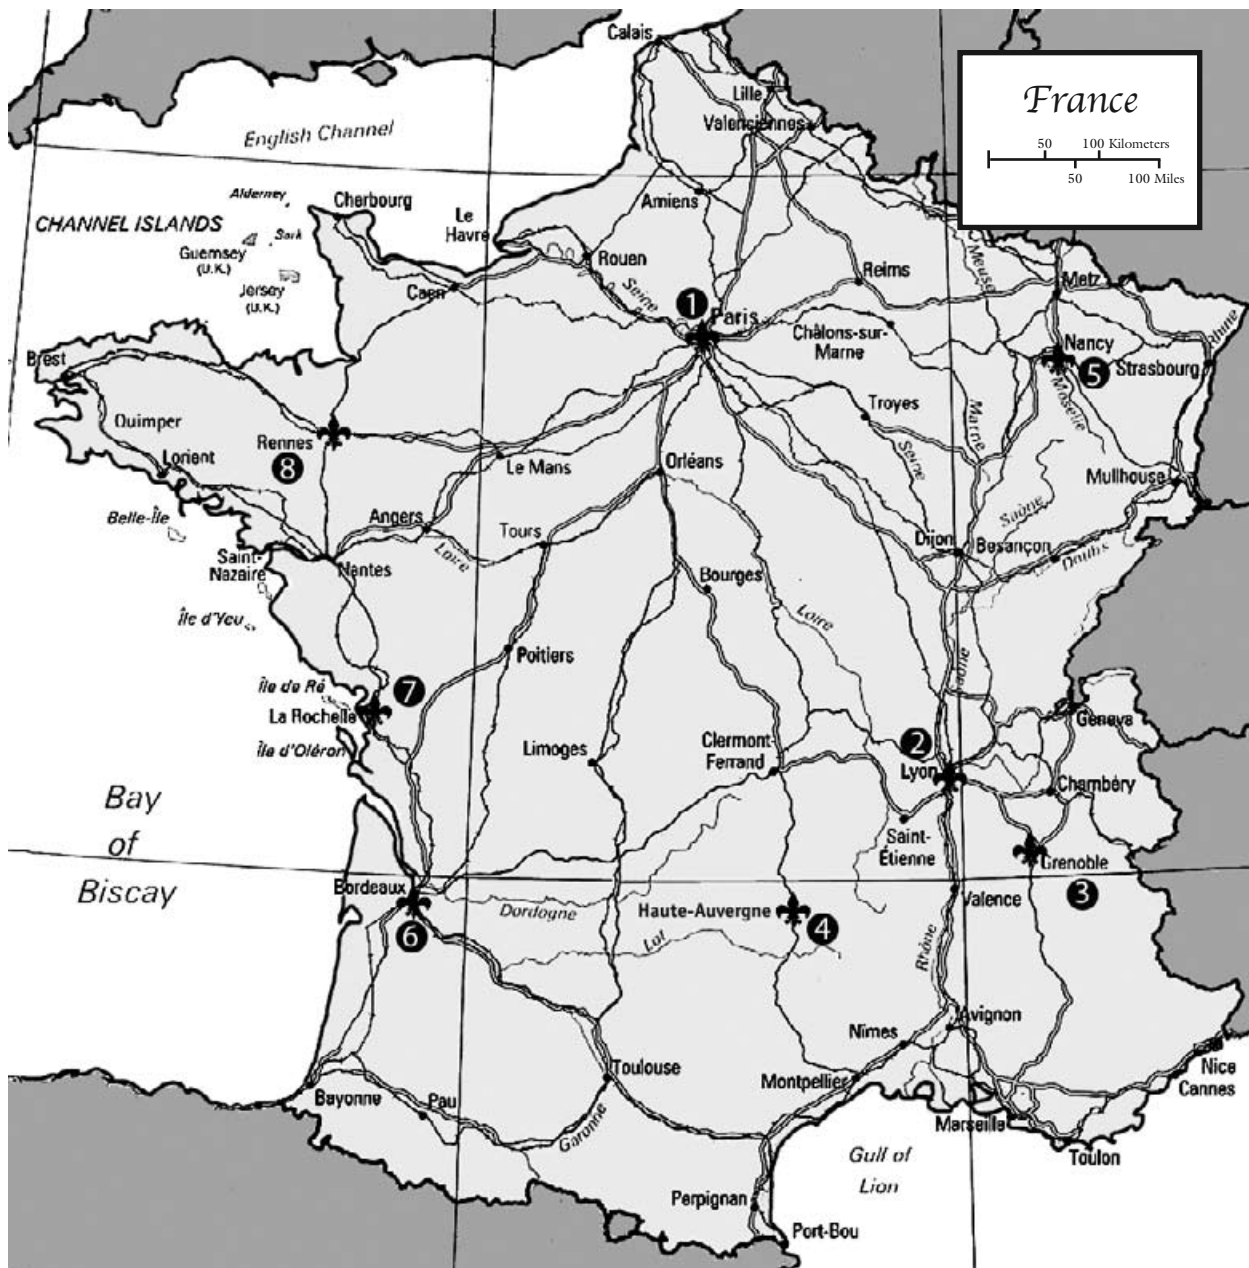 Calais
Lille
Valenciennes
France
50 100 Kilometers
50 100 Miles
English Channel
Alderney
Cherbourg
CHANNEL ISLANDS
Sark
Guernsey
(U.K.)
Jersey
(U.K.)
Le
Havre
Amiens
Rouen
Caen
Seine
Reims
Meuse
Metz
1
Paris
Châlons-sur-
Marne
Nancy
5
Strasbourg
Rhine
Moselle
Brest
Quimper
Rennes
8
Lorient
Le Mans
Orléans
Troyes
Marne
Seine
Mullhouse
Belle-Île
Angers
Tours
Loire
Saint-
Nazaire
Nantes
Dijon
Besançon
Saône
Doubs
Bourges
Loire
Île d'Yeu
Poitiers
Saône
Île de Ré
7
La Rochelle
Île d'Oléron
Limoges
Clermont-
Ferrand
2
Lyon
Geneva
Chambéry
Bay
of
Biscay
Saint-
Étienne
Grenoble
3
Bordeaux
6
Dordogne
Haute-Auvergne
4
Valence
Lot
Rhône
Avignon
Nîmes
Nice
Cannes
Toulouse
Montpellier
Bayonne
Pau
Garonne
Marseille
Toulon
Gulf of
Lion
Perpignan
Port-Bou